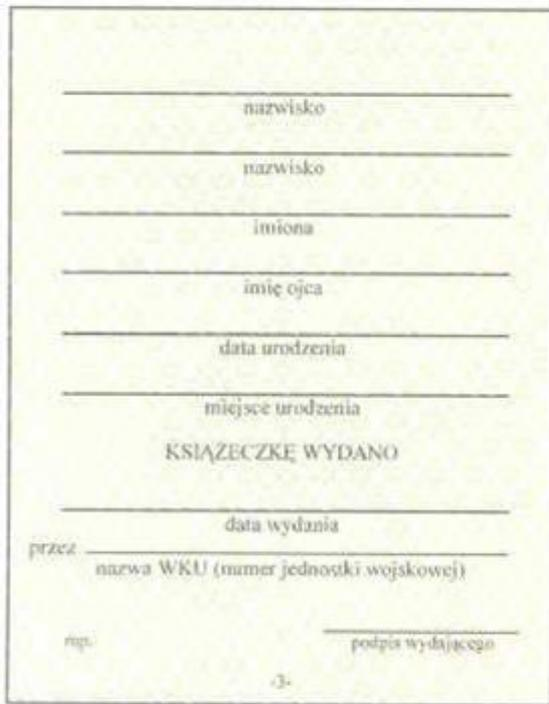 nazwisko
nazwisko
imiona
imię ojca
data urodzenia
miejsce urodzenia
KSIĄŻECZKĘ WYDANO
data wydania
przez
nazwa WKU (numer jednostki wojskowej)
mp.
podpis wydającego
-3-